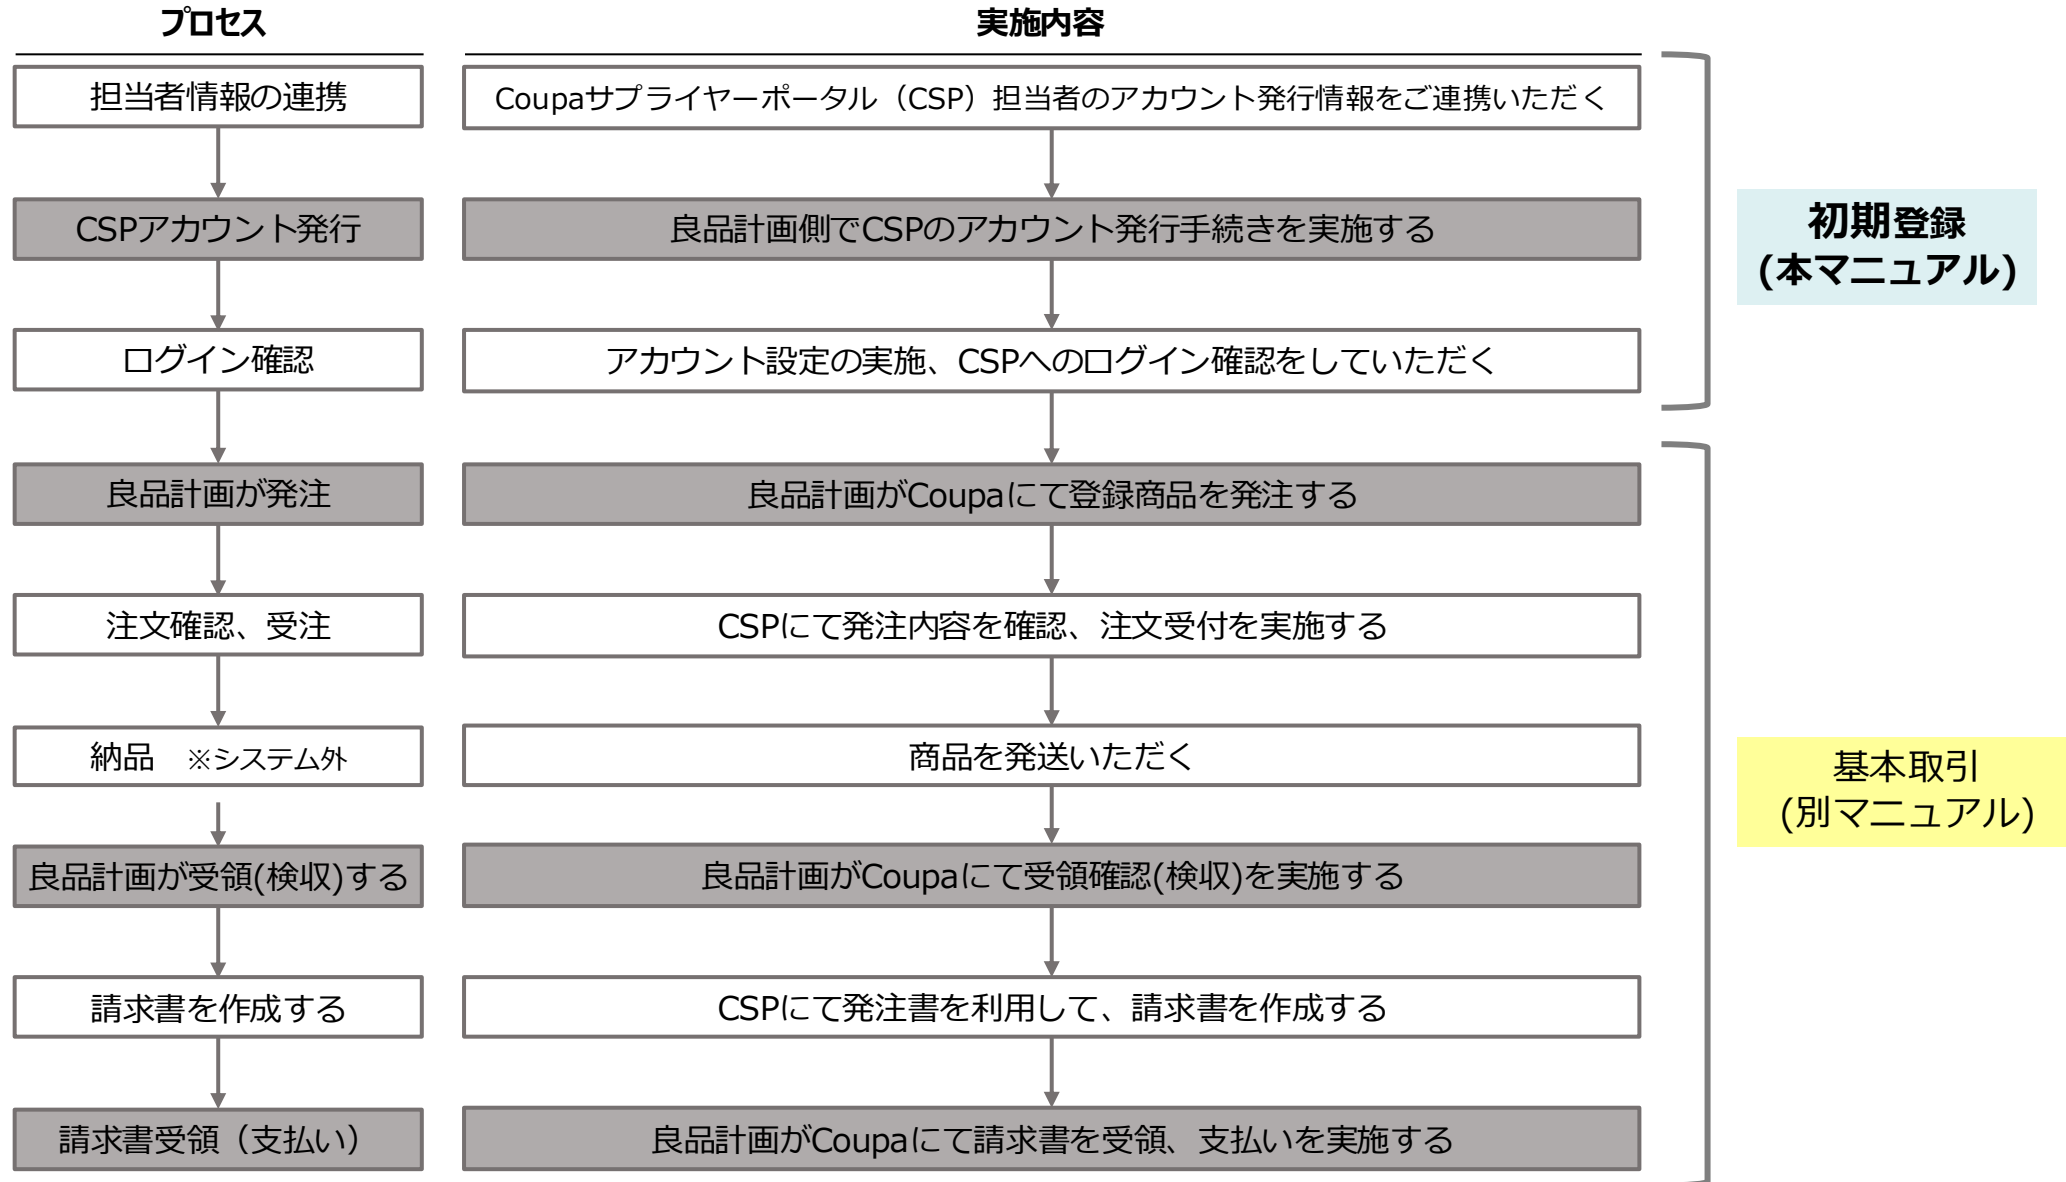 プロセス
実施内容
担当者情報の連携
Coupaサプライヤーポータル（CSP）担当者のアカウント発行情報をご連携いただく
CSPアカウント発行
良品計画側でCSPのアカウント発行手続きを実施する
初期登録
(本マニュアル)
ログイン確認
アカウント設定の実施、CSPへのログイン確認をしていただく
良品計画が発注
良品計画がCoupaにて登録商品を発注する
注文確認、受注
CSPにて発注内容を確認、注文受付を実施する
納品　※システム外
商品を発送いただく
基本取引
(別マニュアル)
良品計画が受領(検収)する
良品計画がCoupaにて受領確認(検収)を実施する
請求書を作成する
CSPにて発注書を利用して、請求書を作成する
請求書受領（支払い）
良品計画がCoupaにて請求書を受領、支払いを実施する